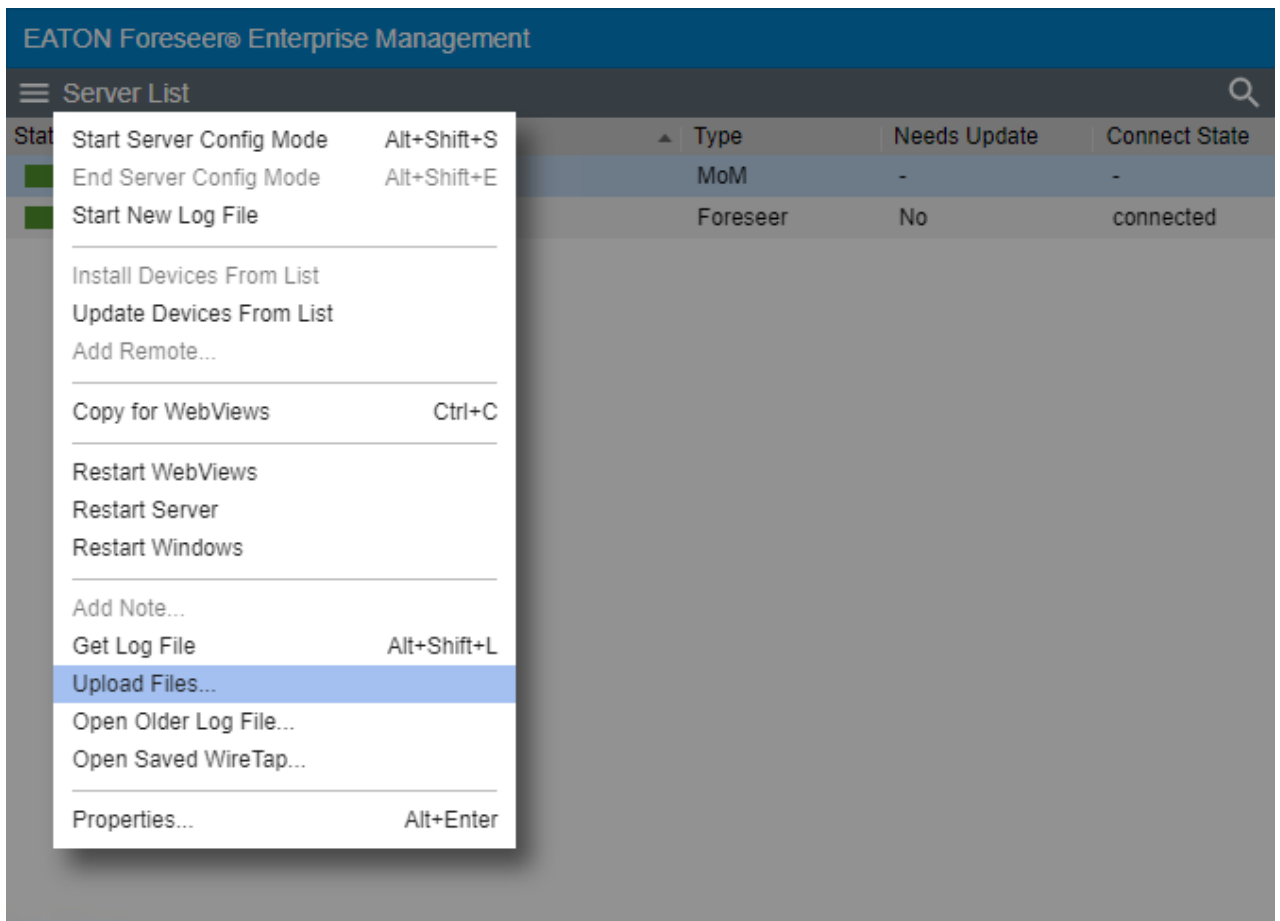 EATON Foreseer® Enterprise Management
Server List
Stat Type Needs Update Connect State
MoM - -
Foreseer No connected
Start Server Config Mode Alt+Shift+S
End Server Config Mode Alt+Shift+E
Start New Log File
Install Devices From List
Update Devices From List
Add Remote...
Copy for WebViews Ctrl+C
Restart WebViews
Restart Server
Restart Windows
Add Note...
Get Log File Alt+Shift+L
Upload Files...
Open Older Log File...
Open Saved WireTap...
Properties... Alt+Enter